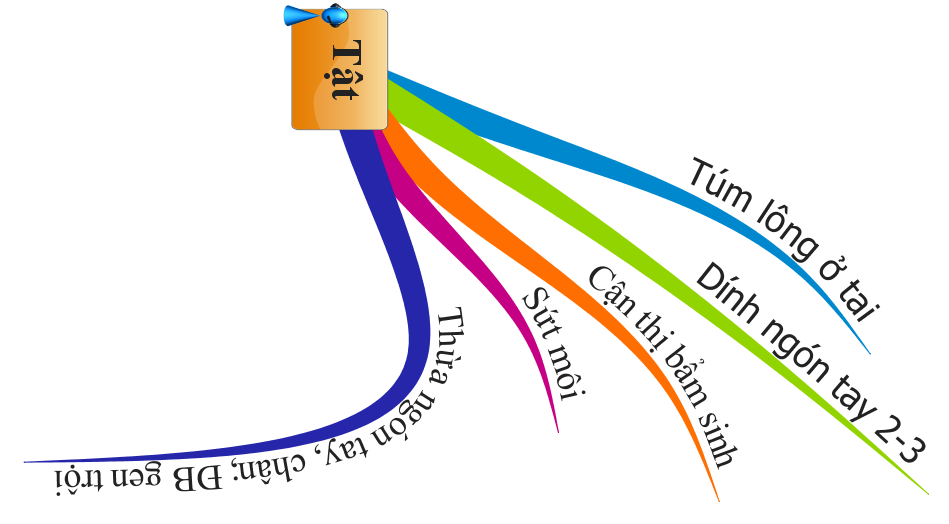 Tật
Túm lông ở tai
Dính ngón tay 2-3
Cận thị bẩm sinh
Sứt môi
Thừa ngón tay, chân; ĐB gen trội